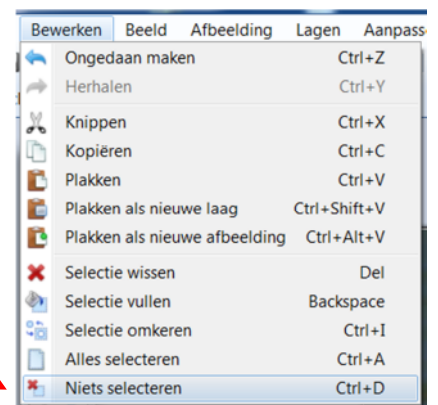 Bewerken Beeld Afbeelding Lagen Aanpass
Ongedaan maken Ctrl+Z
Herhalen Ctrl+Y
Knippen Ctrl+X
Kopiëren Ctrl+C
Plakken Ctrl+V
Plakken als nieuwe laag Ctrl+Shift+V
Plakken als nieuwe afbeelding Ctrl+Alt+V
Selectie wissen Del
Selectie vullen Backspace
Selectie omkeren Ctrl+I
Alles selecteren Ctrl+A
Niets selecteren Ctrl+D